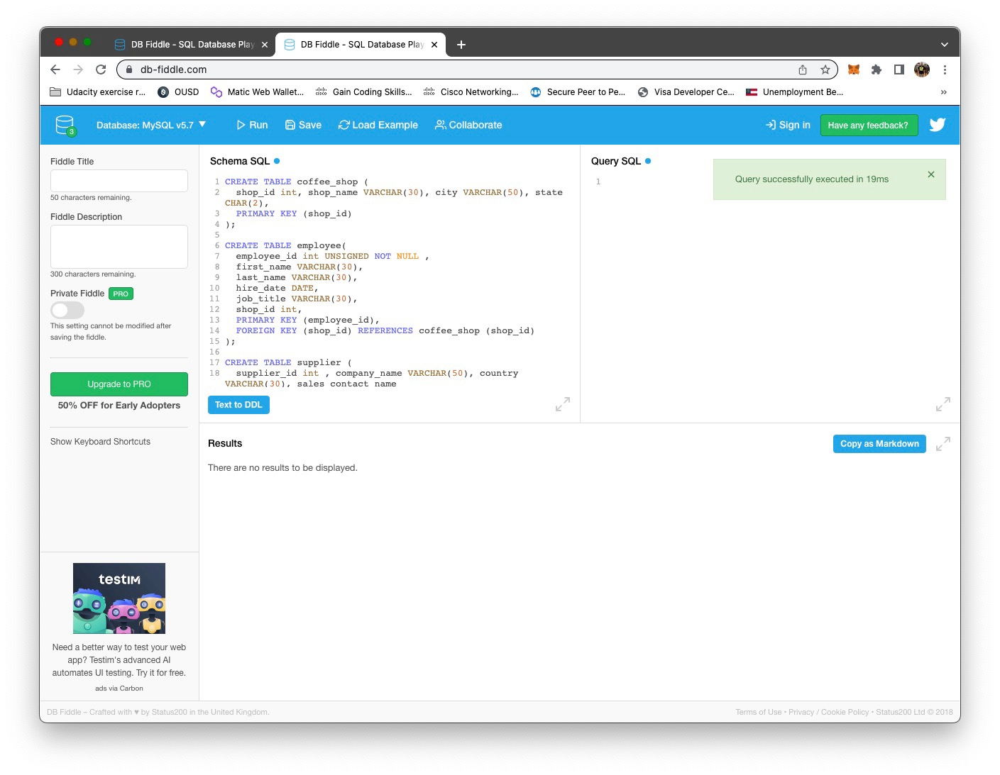 DB Fiddle - SQL Database Play
DB Fiddle - SQL Database Play
db-fiddle.com
Udacity exercise r...
OUSD
Matic Web Wallet...
Gain Coding Skills...
Cisco Networking...
Secure Peer to Pe...
Visa Developer Ce...
Unemployment Be...
»
3
Database: MySQL v5.7 ▼
Run
Save
Load Example
Collaborate
Sign in
Have any feedback?
Fiddle Title
50 characters remaining.
Fiddle Description
300 characters remaining.
Private Fiddle PRO
This setting cannot be modified after
saving the fiddle.
Upgrade to PRO
50% OFF for Early Adopters
Show Keyboard Shortcuts
testim
Need a better way to test your web
app? Testim's advanced AI
automates UI testing. Try it for free.
ads via Carbon
Schema SQL
1 CREATE TABLE coffee_shop (
2 shop_id int, shop_name VARCHAR(30), city VARCHAR(50), state
CHAR(2),
3 PRIMARY KEY (shop_id)
4 );
5
6 CREATE TABLE employee(
7 employee_id int UNSIGNED NOT NULL ,
8 first_name VARCHAR(30),
9 last_name VARCHAR(30),
10 hire_date DATE,
11 job_title VARCHAR(30),
12 shop_id int,
13 PRIMARY KEY (employee_id),
14 FOREIGN KEY (shop_id) REFERENCES coffee_shop (shop_id)
15 );
16
17 CREATE TABLE supplier (
18 supplier_id int , company_name VARCHAR(50), country
VARCHAR(30), sales_contact_name
Text to DDL
Query SQL
1
Query successfully executed in 19ms
Results
Copy as Markdown
There are no results to be displayed.
DB Fiddle – Crafted with ♥ by Status200 in the United Kingdom.
Terms of Use • Privacy / Cookie Policy • Status200 Ltd © 2018